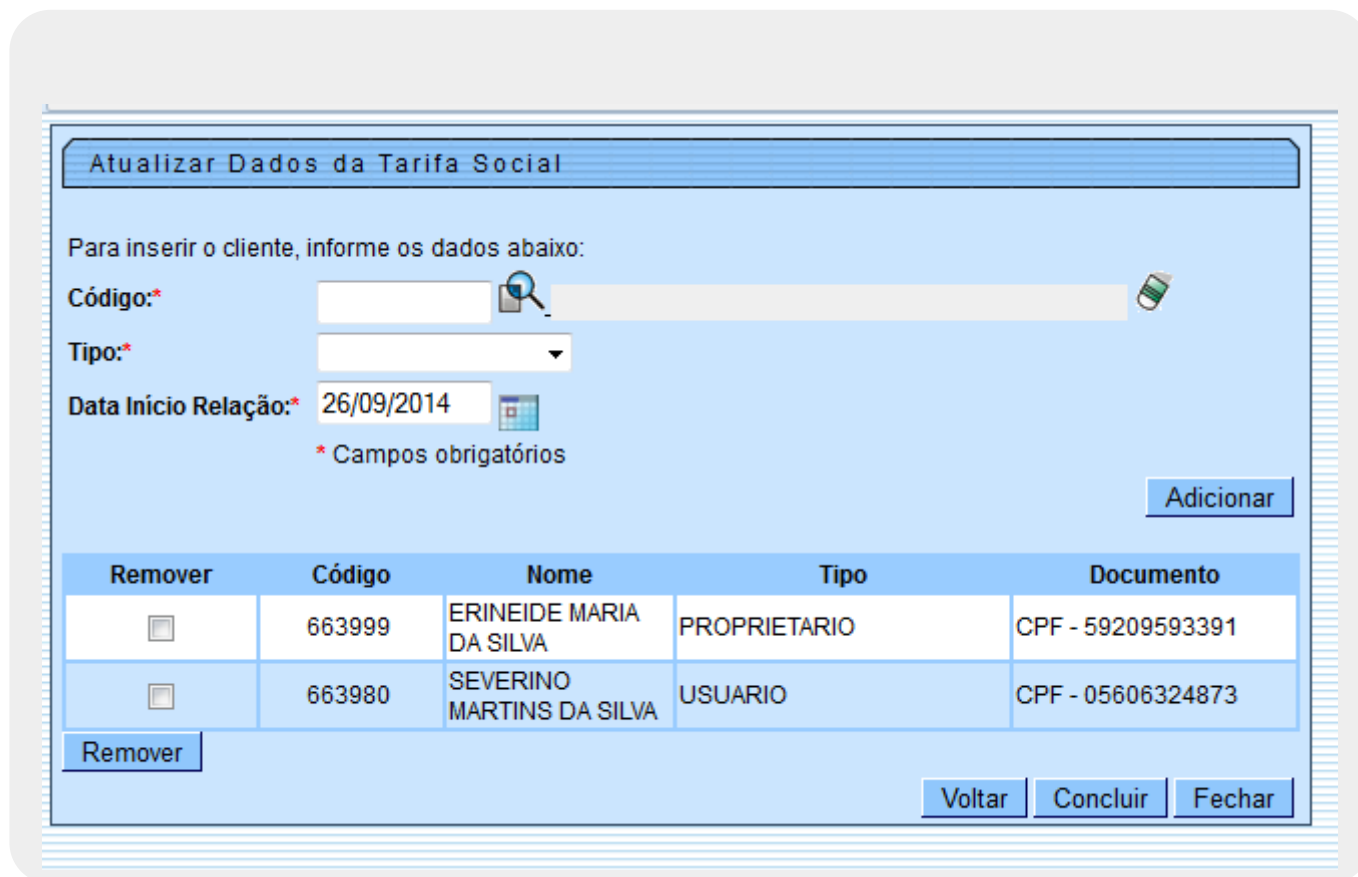 Atualizar Dados da Tarifa Social
Para inserir o cliente, informe os dados abaixo:
Código:*
Tipo:*
Data Início Relação:* 26/09/2014
* Campos obrigatórios
Adicionar
Remover Código Nome Tipo Documento
663999 ERINEIDE MARIA DA SILVA PROPRIETARIO CPF - 59209593391
663980 SEVERINO MARTINS DA SILVA USUARIO CPF - 05606324873
Remover
Voltar Concluir Fechar